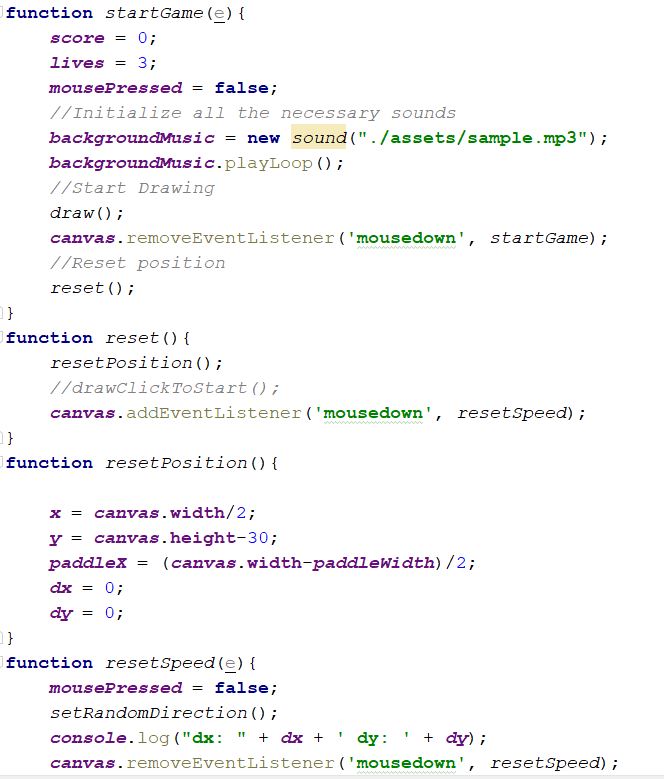 function startGame(e){
    score = 0;
    lives = 3;
    mousePressed = false;
    //Initialize all the necessary sounds
    backgroundMusic = new sound("./assets/sample.mp3");
    backgroundMusic.playLoop();
    //Start Drawing
    draw();
    canvas.removeEventListener('mousedown', startGame);
    //Reset position
    reset();
}
function reset(){
    resetPosition();
    //drawClickToStart();
    canvas.addEventListener('mousedown', resetSpeed);
}
function resetPosition(){

    x = canvas.width/2;
    y = canvas.height-30;
    paddleX = (canvas.width-paddleWidth)/2;
    dx = 0;
    dy = 0;
}
function resetSpeed(e){
    mousePressed = false;
    setRandomDirection();
    console.log("dx: " + dx + ' dy: ' + dy);
    canvas.removeEventListener('mousedown', resetSpeed);